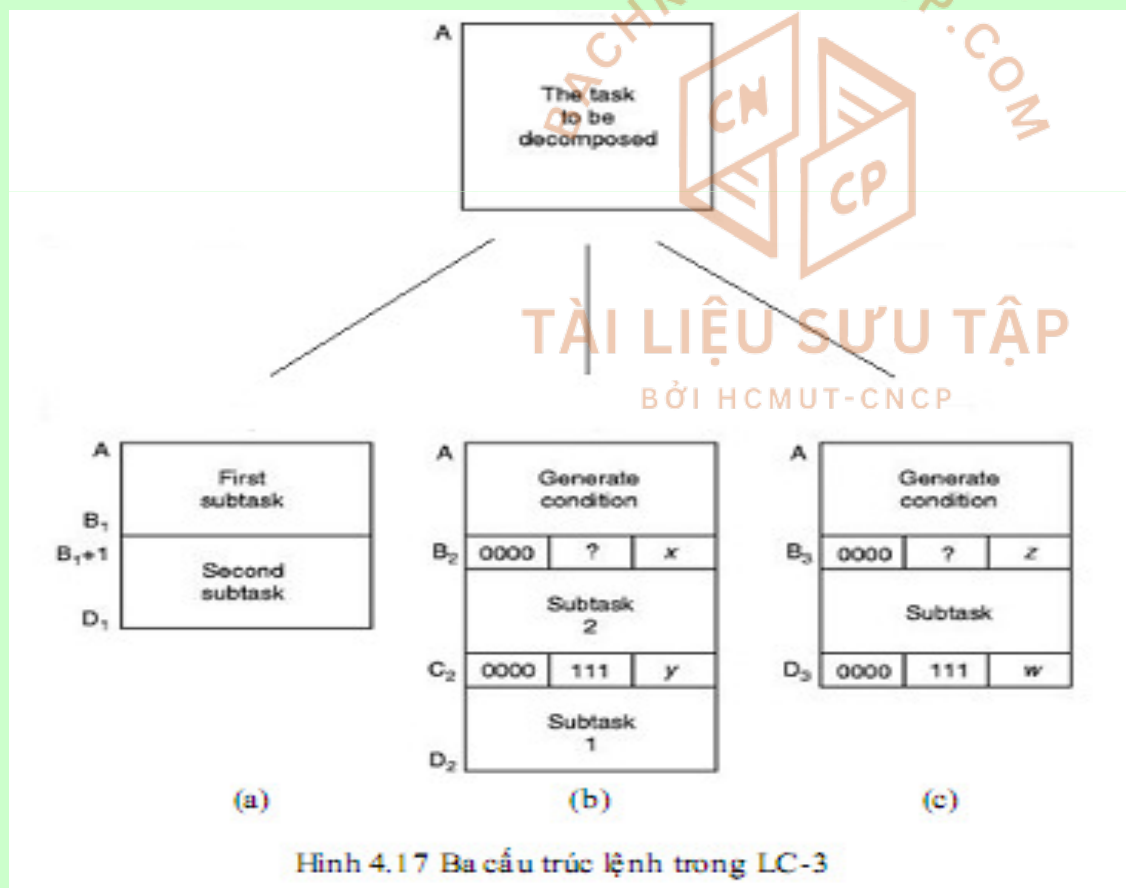 A
The task
to be
decomposed
BACHK
P.COM
CN
CP
TÀI LIỆU SƯU TẬP
BỞI HCMUT-CNCP
A
First
subtask
B₁
B₁+1
Second
subtask
D₁
(a)
A
Generate
condition
B₂ 0000 ? x
Subtask
2
C₂ 0000 111 y
Subtask
1
D₂
(b)
A
Generate
condition
B₃ 0000 ? z
Subtask
D₃ 0000 111 w
(c)
Hình 4.17 Ba cấu trúc lệnh trong LC-3